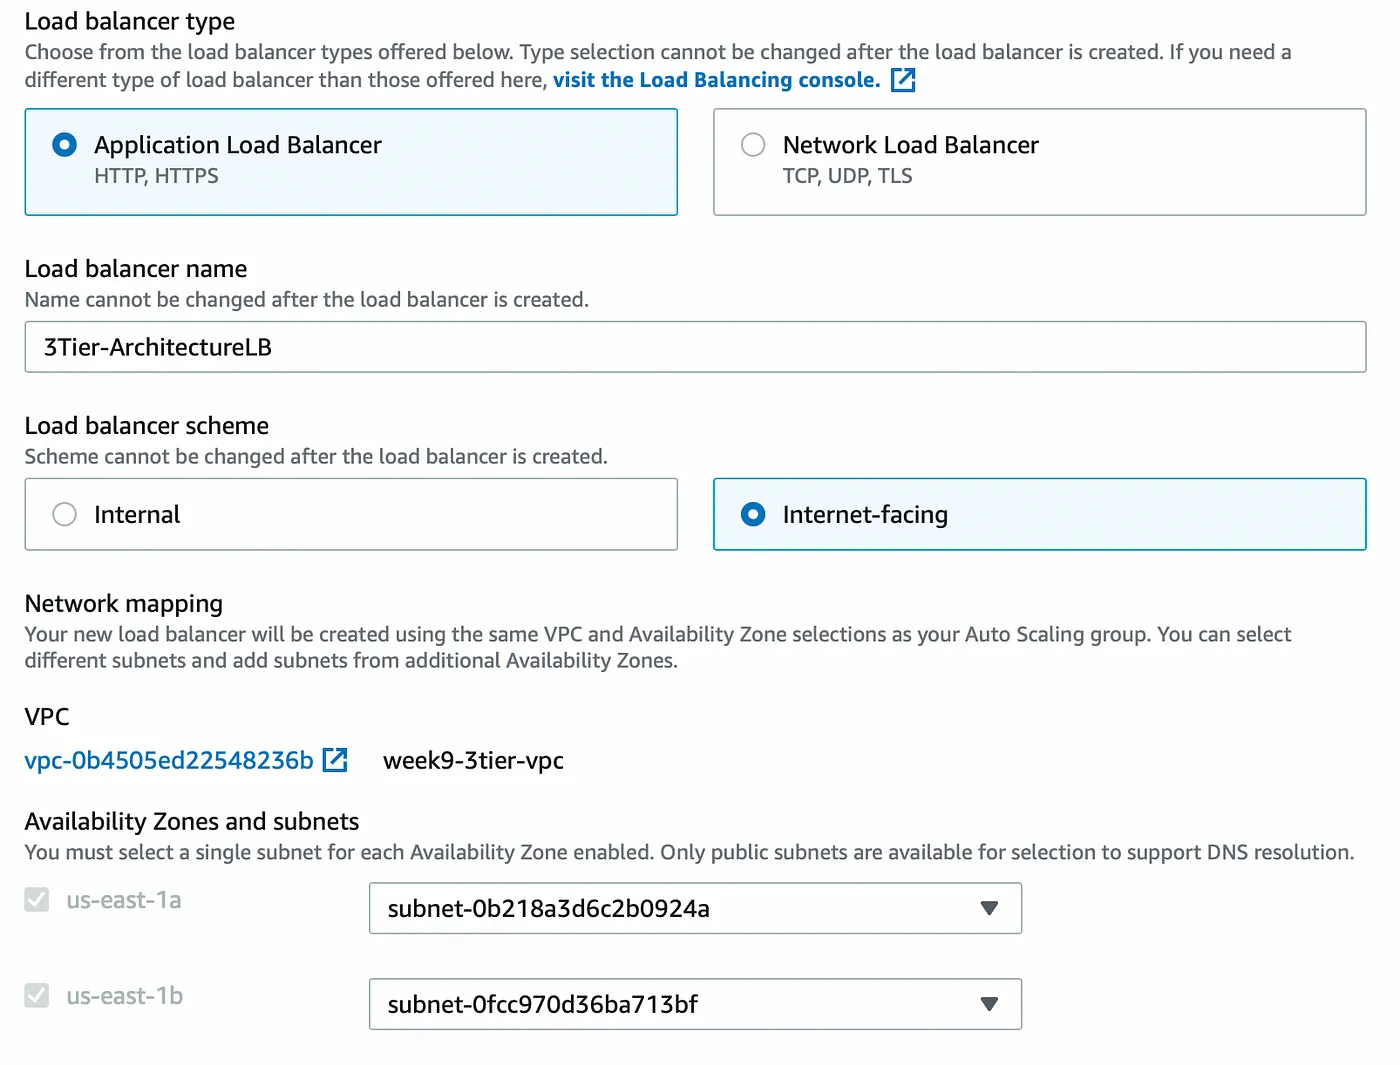 Load balancer type
Choose from the load balancer types offered below. Type selection cannot be changed after the load balancer is created. If you need a
different type of load balancer than those offered here, visit the Load Balancing console.
Application Load Balancer
HTTP, HTTPS
Network Load Balancer
TCP, UDP, TLS
Load balancer name
Name cannot be changed after the load balancer is created.
3Tier-ArchitectureLB
Load balancer scheme
Scheme cannot be changed after the load balancer is created.
Internal
Internet-facing
Network mapping
Your new load balancer will be created using the same VPC and Availability Zone selections as your Auto Scaling group. You can select
different subnets and add subnets from additional Availability Zones.
VPC
vpc-0b4505ed22548236b week9-3tier-vpc
Availability Zones and subnets
You must select a single subnet for each Availability Zone enabled. Only public subnets are available for selection to support DNS resolution.
us-east-1a subnet-0b218a3d6c2b0924a
us-east-1b subnet-0fcc970d36ba713bf